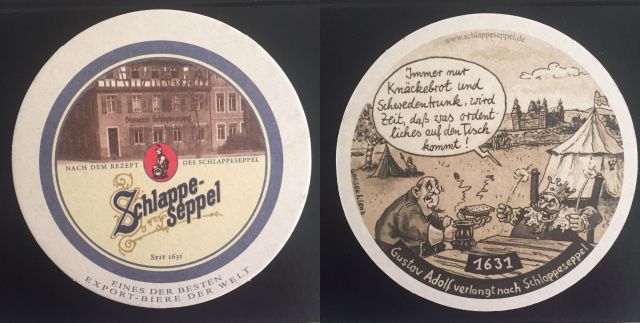 Brauerei Schlappeseppel
NACH DEM REZEPT DES SCHLAPPESEPPEL
Schlappe-
seppel
SEIT 1631
EINES DER BESTEN
EXPORT-BIERE DER WELT
www.schlappeseppel.de
Immer nur
Knäckebrot und
Schwedentrunk, wird
Zeit, daß was ordent-
liches auf den Tisch
kommt!
1631
Gustav Adolf verlangt nach Schlappeseppel